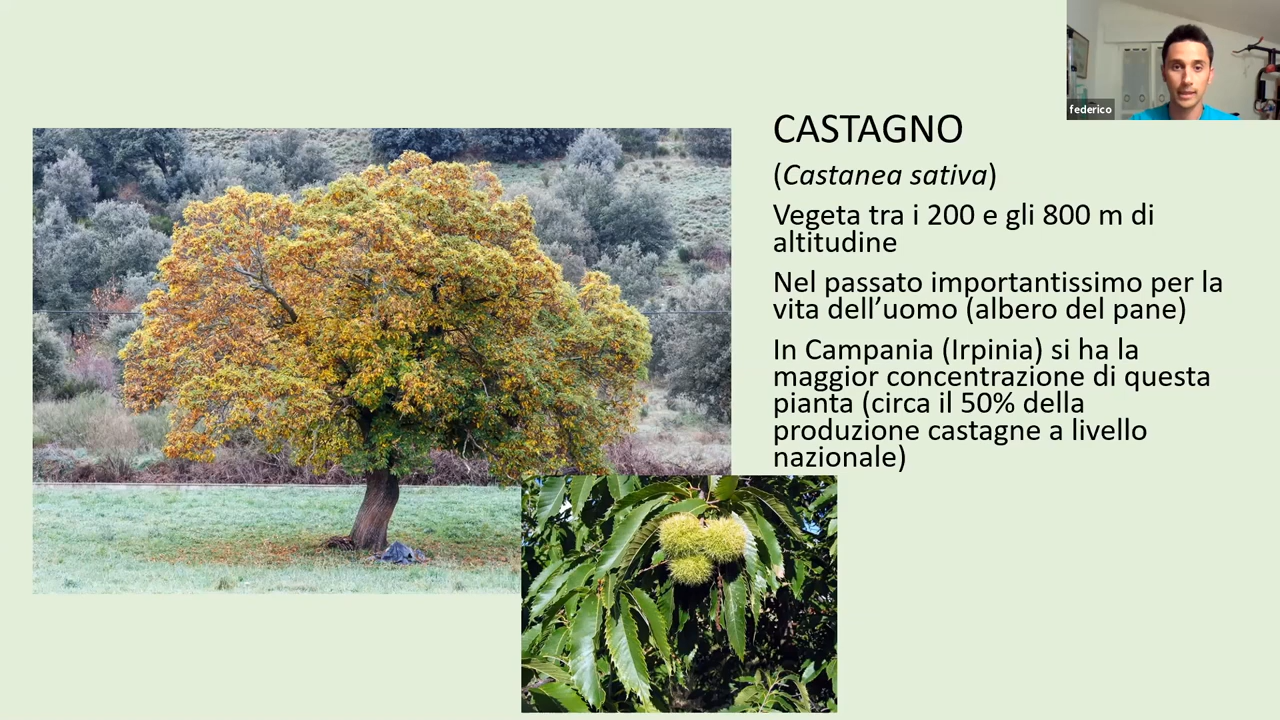 federico
CASTAGNO
(Castanea sativa)
Vegeta tra i 200 e gli 800 m di
altitudine
Nel passato importantissimo per la
vita dell’uomo (albero del pane)
In Campania (Irpinia) si ha la
maggior concentrazione di questa
pianta (circa il 50% della
produzione castagne a livello
nazionale)